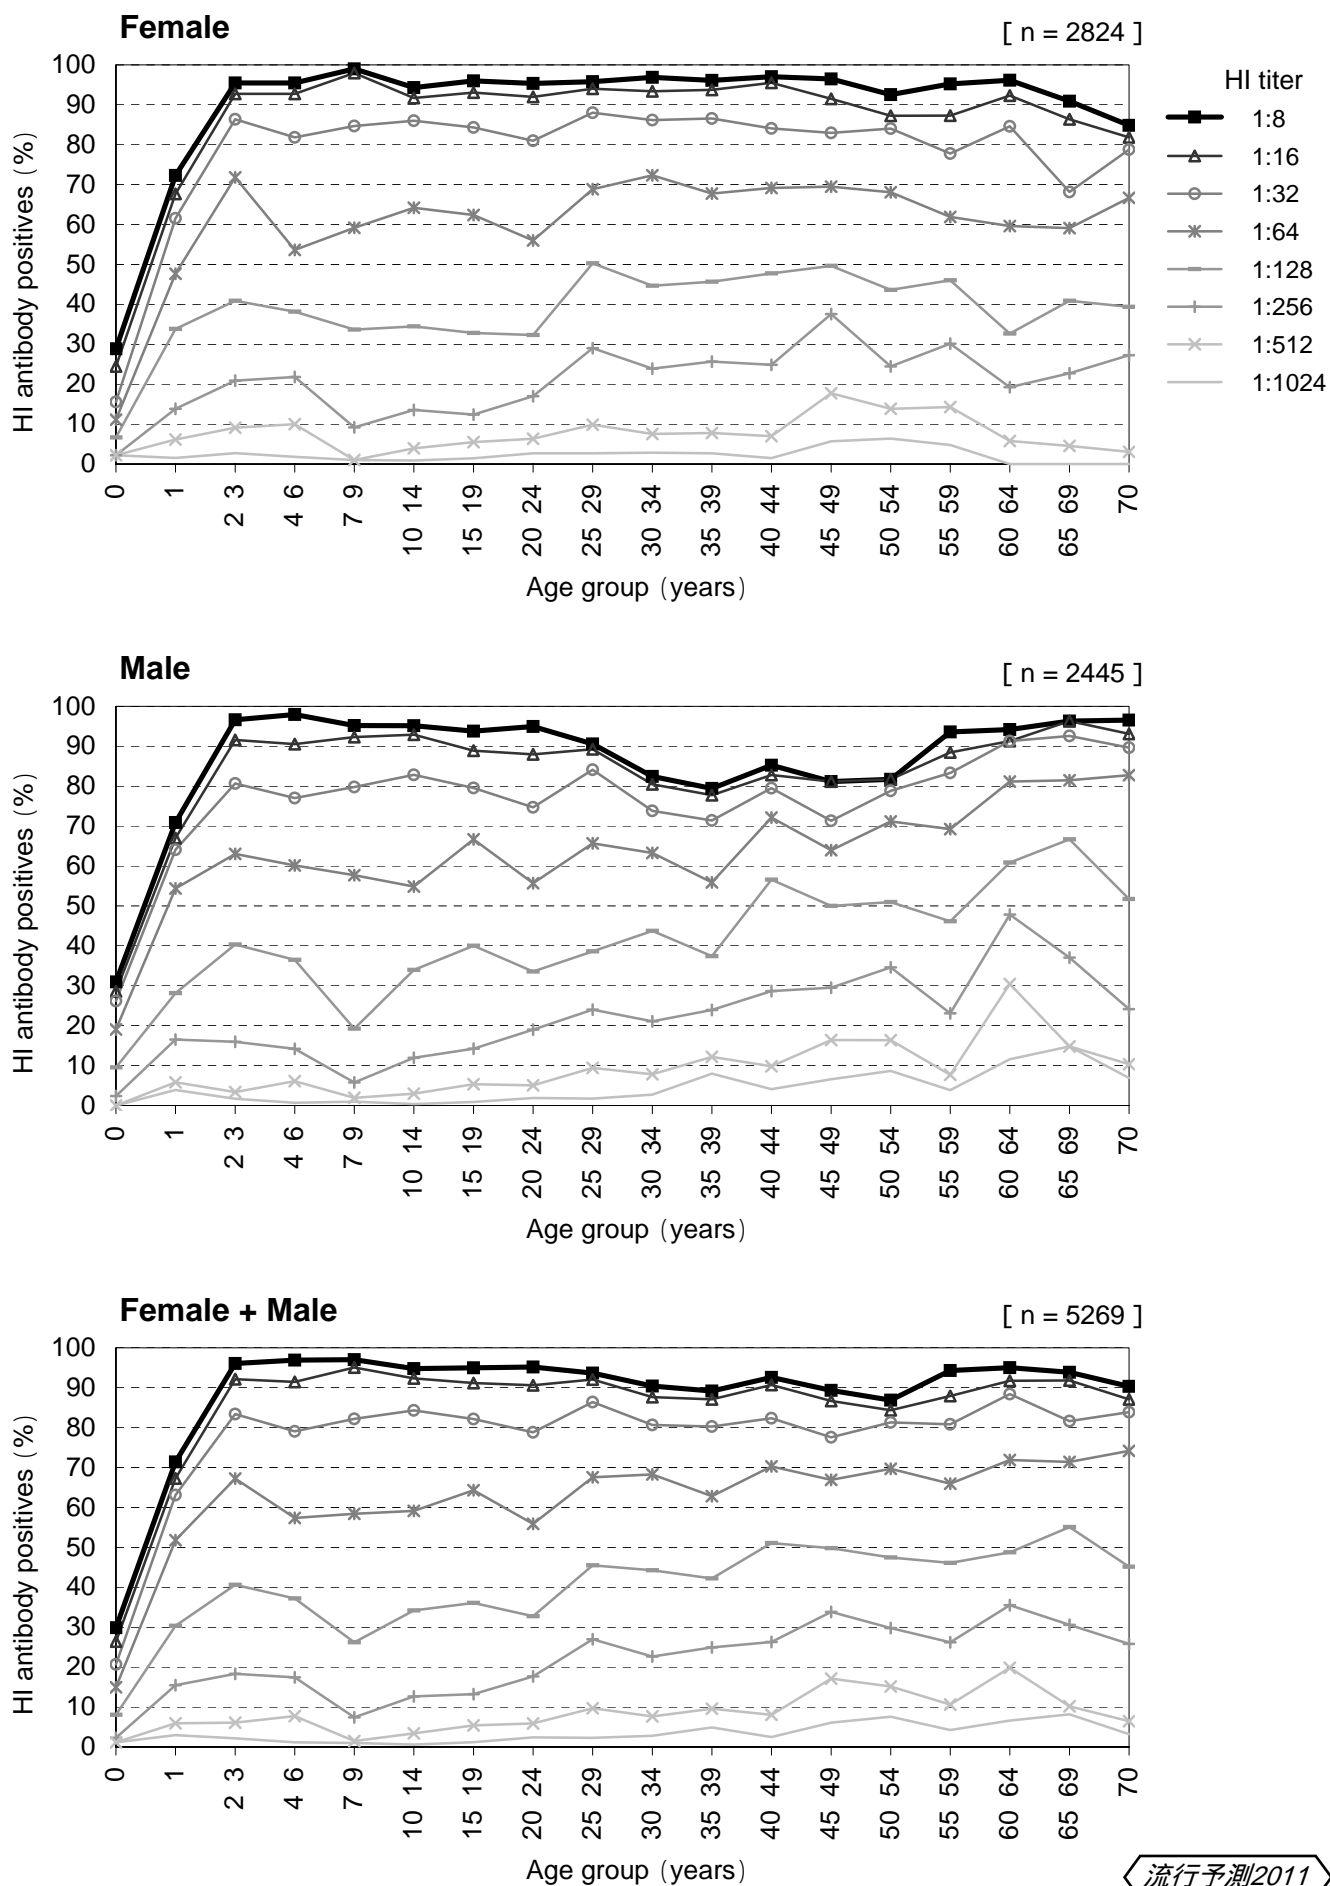 Female
[ n = 2824 ]
HI titer
1:8
1:16
1:32
1:64
1:128
1:256
1:512
1:1024
HI antibody positives (%)
100
90
80
70
60
50
40
30
20
10
0
0 1 2 3 4 6 7 9 10 14 15 19 20 24 25 29 30 34 35 39 40 44 45 49 50 54 55 59 60 64 65 69 70
Age group (years)
Male
[ n = 2445 ]
HI antibody positives (%)
100
90
80
70
60
50
40
30
20
10
0
0 1 2 3 4 6 7 9 10 14 15 19 20 24 25 29 30 34 35 39 40 44 45 49 50 54 55 59 60 64 65 69 70
Age group (years)
Female + Male
[ n = 5269 ]
HI antibody positives (%)
100
90
80
70
60
50
40
30
20
10
0
0 1 2 3 4 6 7 9 10 14 15 19 20 24 25 29 30 34 35 39 40 44 45 49 50 54 55 59 60 64 65 69 70
Age group (years)
流行予測2011